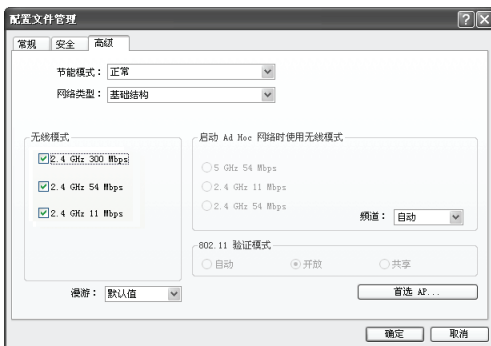 配置文件管理
常规 安全 高级
节能模式： 正常
网络类型： 基础结构
无线模式
2.4 GHz 300 Mbps
2.4 GHz 54 Mbps
2.4 GHz 11 Mbps
启动 Ad Hoc 网络时使用无线模式
5 GHz 54 Mbps
2.4 GHz 11 Mbps
2.4 GHz 54 Mbps
频道： 自动
802.11 验证模式
自动 开放 共享
漫游： 默认值
首选 AP...
确定 取消